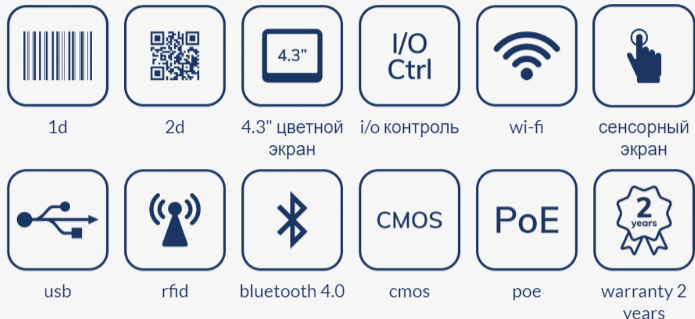 4.3"
I/O
Ctrl
1d
2d
4.3" цветной
экран
i/o контроль
wi-fi
сенсорный
экран
CMOS
PoE
2
years
usb
rfid
bluetooth 4.0
cmos
poe
warranty 2
years